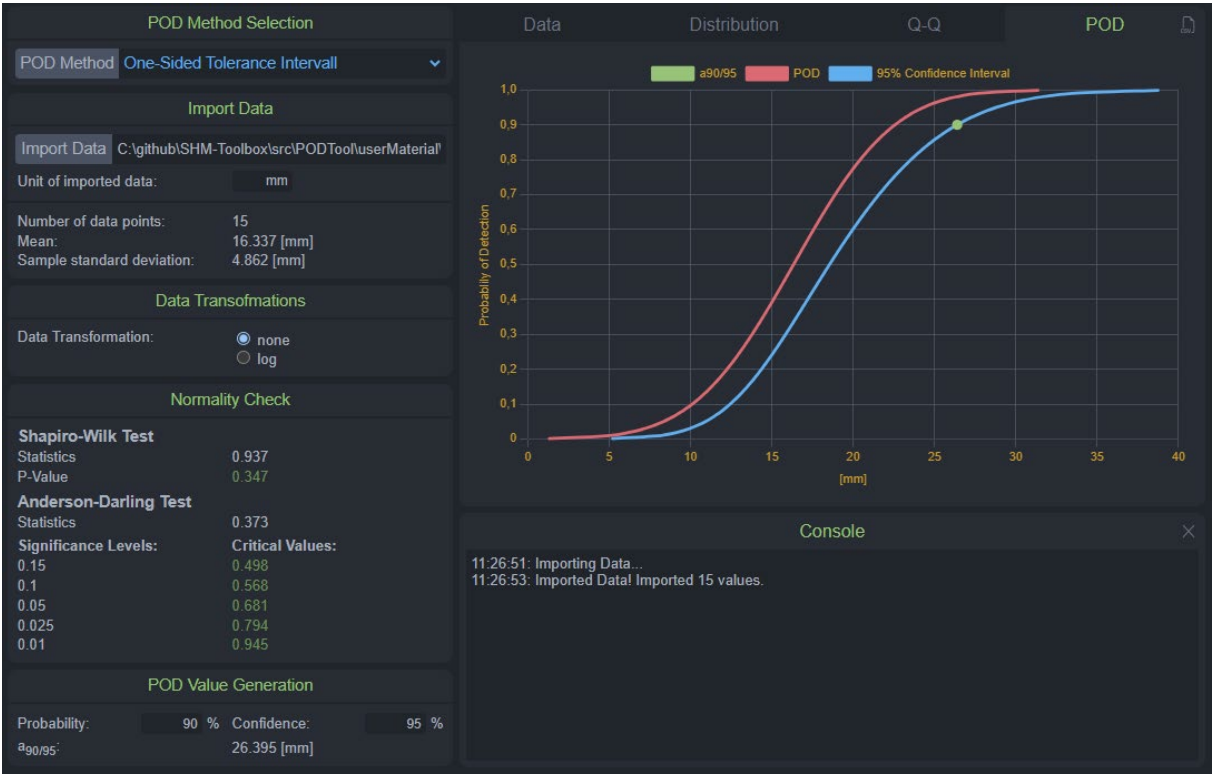 POD Method Selection
POD Method One-Sided Tolerance Intervall
Import Data
Import Data C:\github\SHM-Toolbox\src\PODTool\userMaterial\
Unit of imported data: mm
Number of data points: 15
Mean: 16.337 [mm]
Sample standard deviation: 4.862 [mm]
Data Transofmations
Data Transformation: none
log
Normality Check
Shapiro-Wilk Test
Statistics 0.937
P-Value 0.347
Anderson-Darling Test
Statistics 0.373
Significance Levels: Critical Values:
0.15 0.498
0.1 0.568
0.05 0.681
0.025 0.794
0.01 0.945
POD Value Generation
Probability: 90 % Confidence: 95 %
a90/95: 26.395 [mm]
Data Distribution Q-Q POD
a90/95 POD 95% Confidence Interval
Probablily of Detection
1,0
0,9
0,8
0,7
0,6
0,5
0,4
0,3
0,2
0,1
0
0 5 10 15 20 25 30 35 40
[mm]
Console
11:26:51: Importing Data...
11:26:53: Imported Data! Imported 15 values.